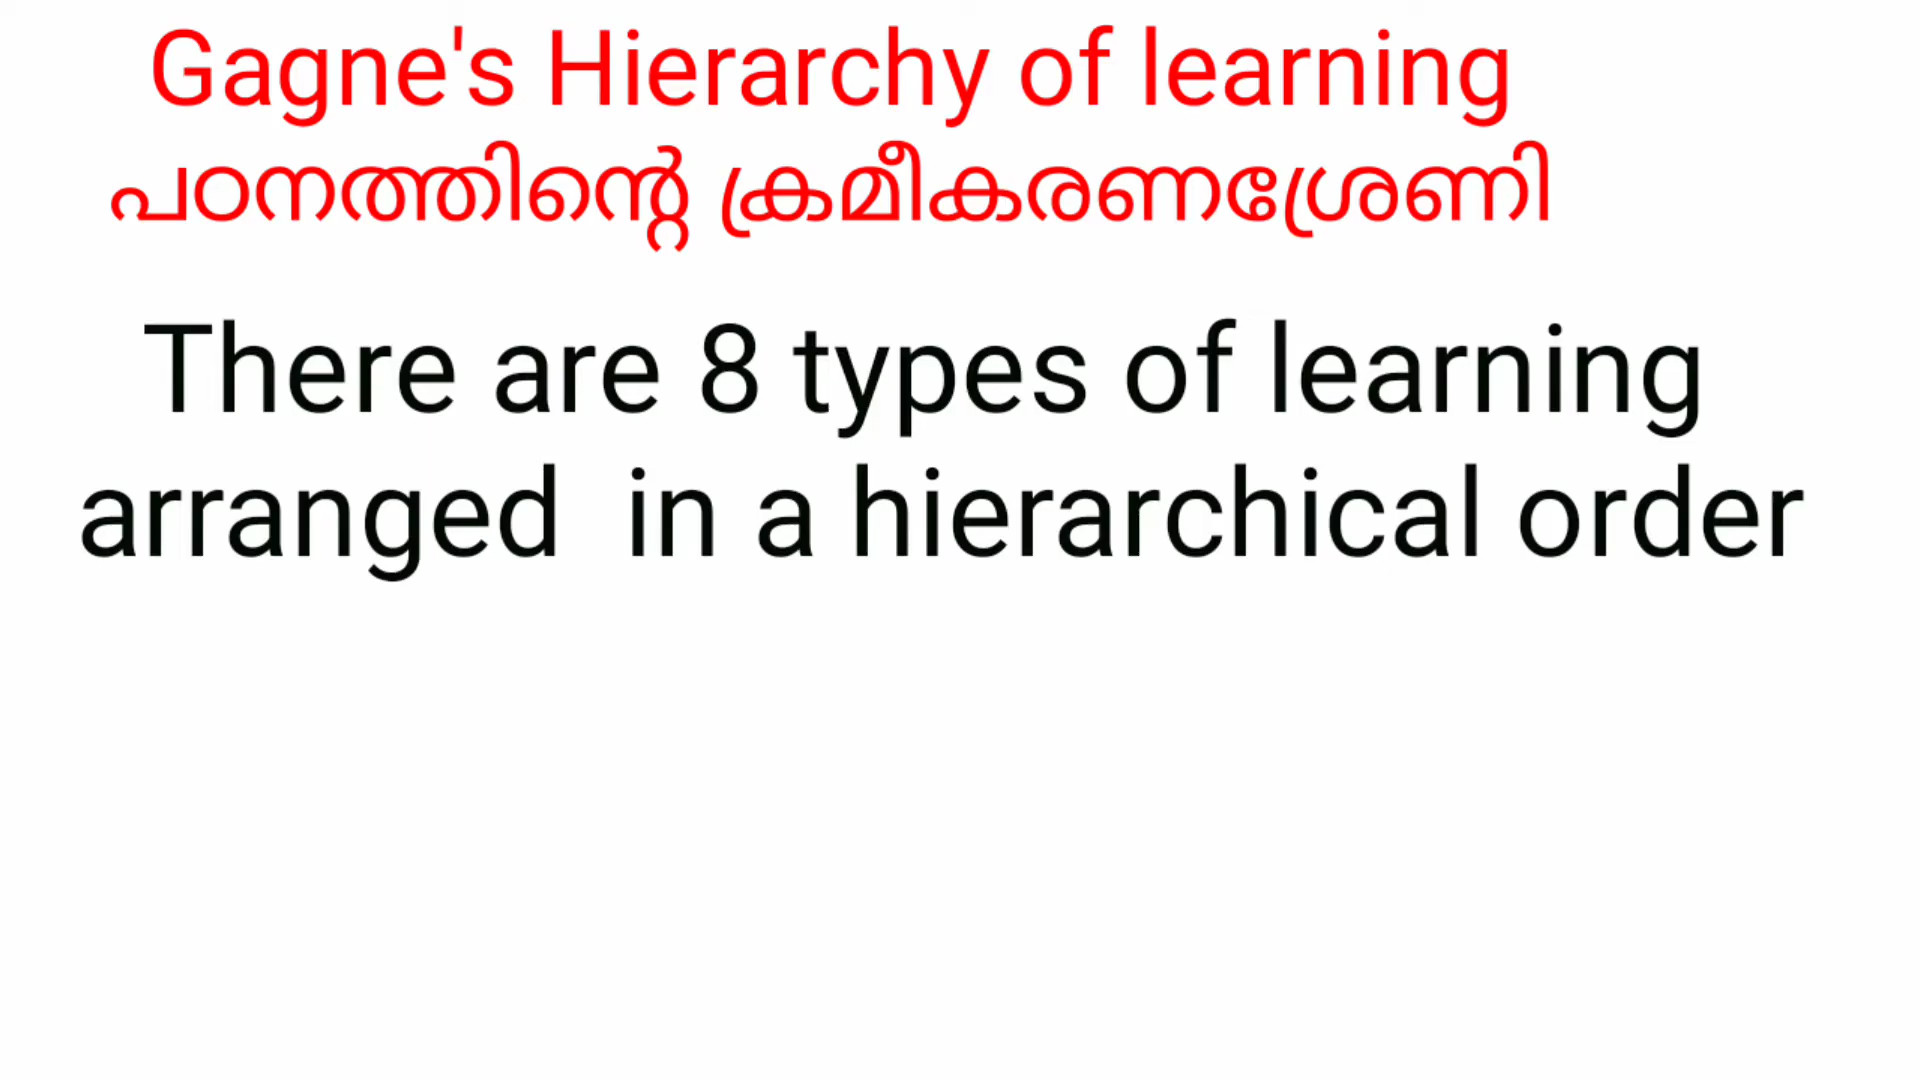 Gagne's Hierarchy of learning
പഠനത്തിന്റെ ക്രമീകരണശ്രേണി
There are 8 types of learning
arranged  in a hierarchical order